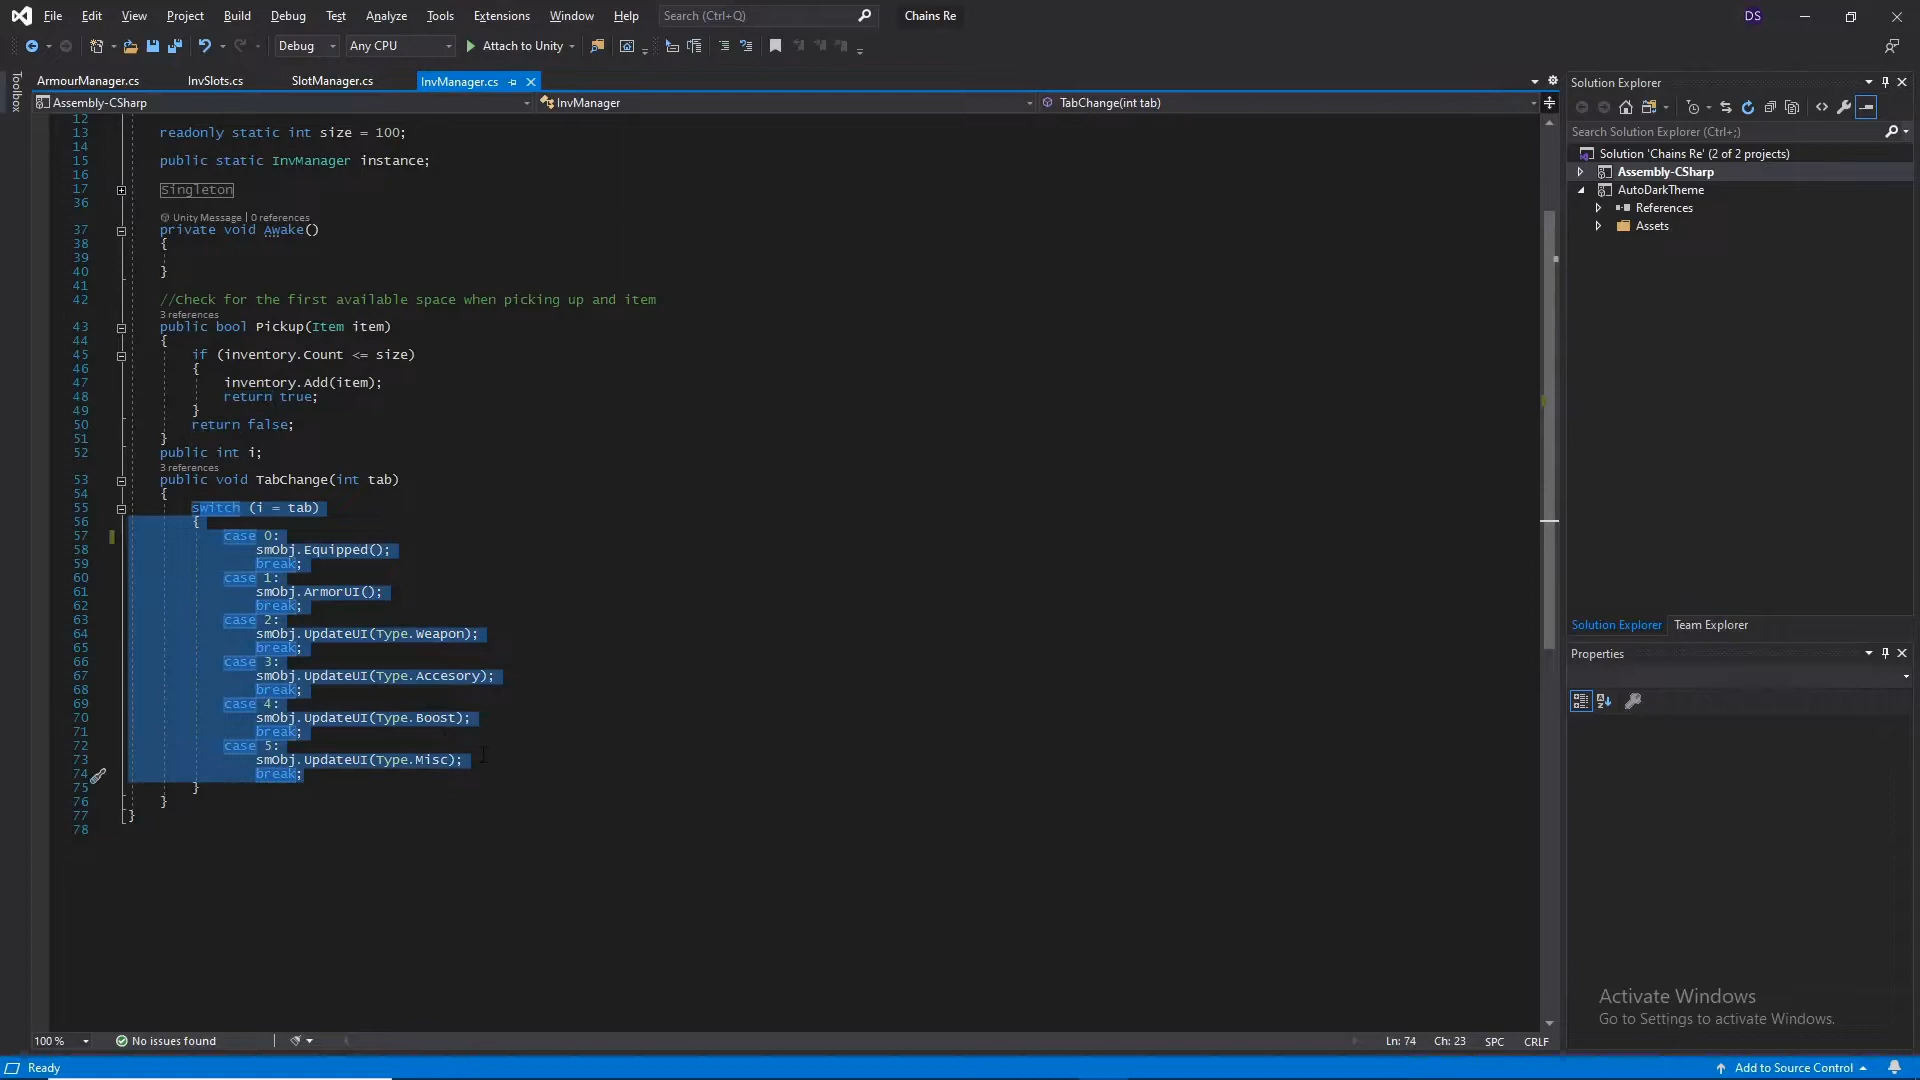 File Edit View Project Build Debug Test Analyze Tools Extensions Window Help Search (Ctrl+Q) Chains Re DS
Debug Any CPU Attach to Unity
Toolbox
ArmourManager.cs InvSlots.cs SlotManager.cs InvManager.cs
Assembly-CSharp InvManager TabChange(int tab)
12
13 readonly static int size = 100;
14
15 public static InvManager instance;
16
17 Singleton
36
Unity Message | 0 references
37 private void Awake()
38 {
39
40 }
41
42 //Check for the first available space when picking up and item
3 references
43 public bool Pickup(Item item)
44 {
45 if (inventory.Count <= size)
46 {
47 inventory.Add(item);
48 return true;
49 }
50 return false;
51 }
52 public int i;
3 references
53 public void TabChange(int tab)
54 {
55 switch (i = tab)
56 {
57 case 0:
58 smObj.Equipped();
59 break;
60 case 1:
61 smObj.ArmorUI();
62 break;
63 case 2:
64 smObj.UpdateUI(Type.Weapon);
65 break;
66 case 3:
67 smObj.UpdateUI(Type.Accesory);
68 break;
69 case 4:
70 smObj.UpdateUI(Type.Boost);
71 break;
72 case 5:
73 smObj.UpdateUI(Type.Misc);
74 break;
75 }
76 }
77 }
78
100 % No issues found Ln: 74 Ch: 23 SPC CRLF
Solution Explorer
Search Solution Explorer (Ctrl+;)
Solution 'Chains Re' (2 of 2 projects)
Assembly-CSharp
AutoDarkTheme
References
Assets
Solution Explorer Team Explorer
Properties
Activate Windows
Go to Settings to activate Windows.
Ready Add to Source Control